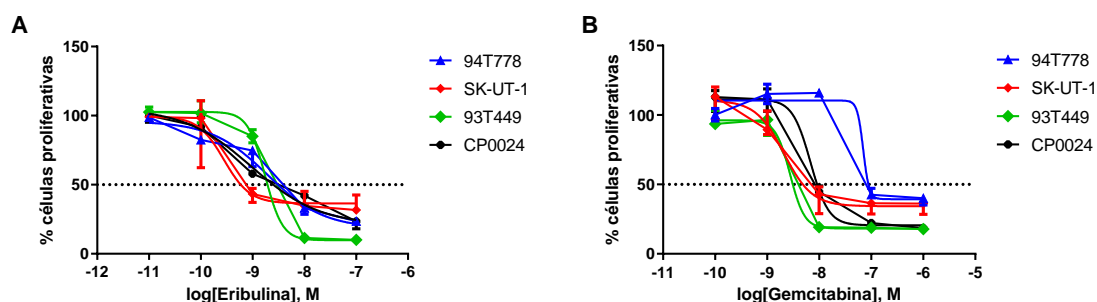 A
% células proliferativas
150
100
50
0
-12
-11
-10
-9
-8
-7
-6
log[Eribulina], M
94T778
SK-UT-1
93T449
CP0024
B
% células proliferativas
150
100
50
0
-11
-10
-9
-8
-7
-6
-5
log[Gemcitabina], M
94T778
SK-UT-1
93T449
CP0024